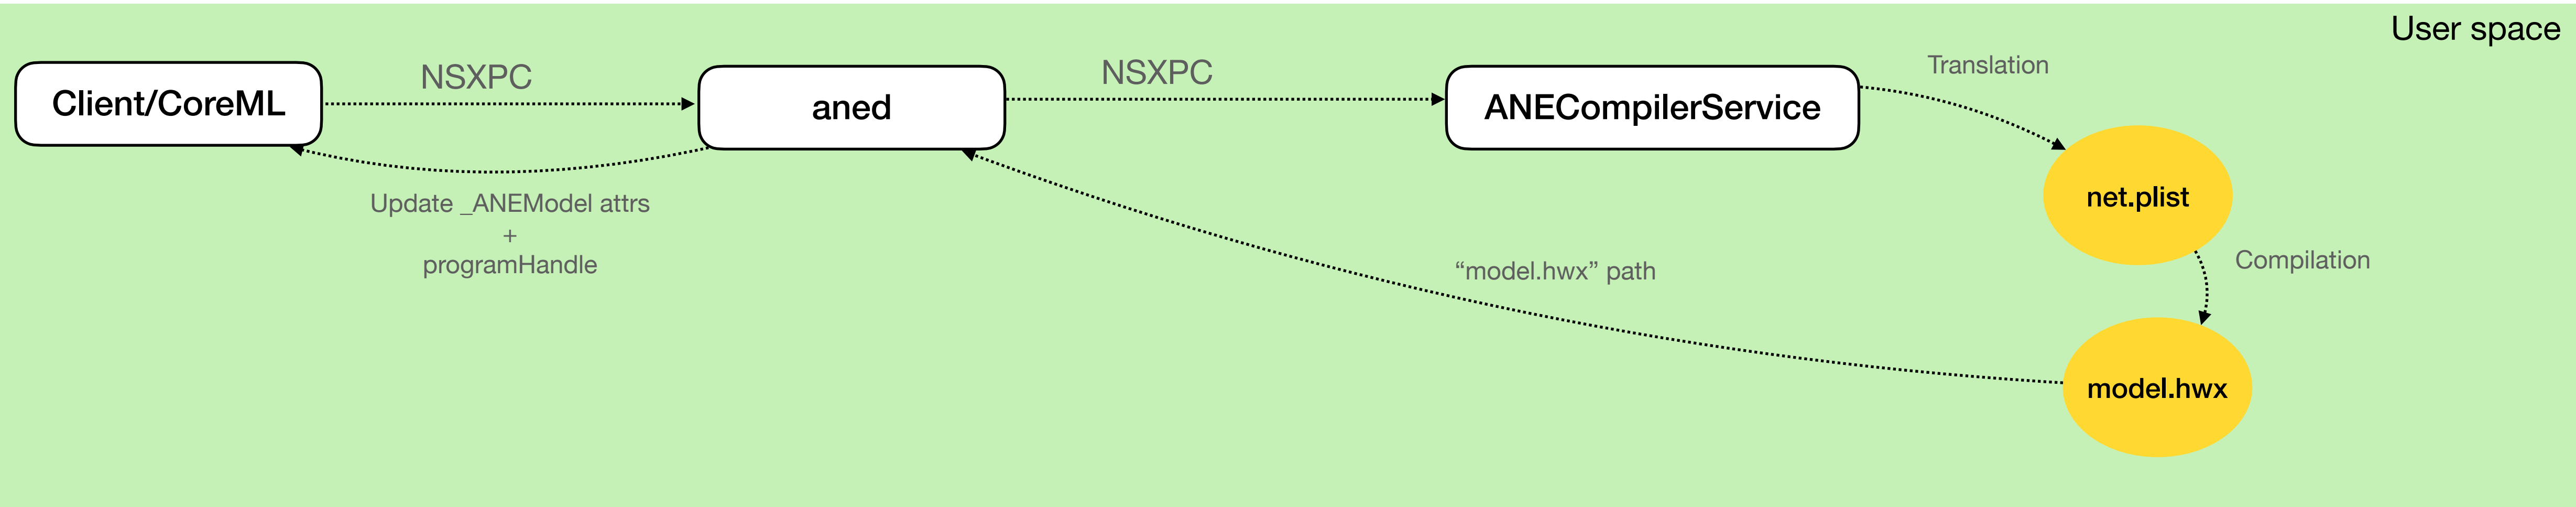 User space
Client/CoreML
NSXPC
aned
NSXPC
ANECompilerService
Translation
net.plist
Update _ANEModel attrs
+
programHandle
“model.hwx” path
Compilation
model.hwx